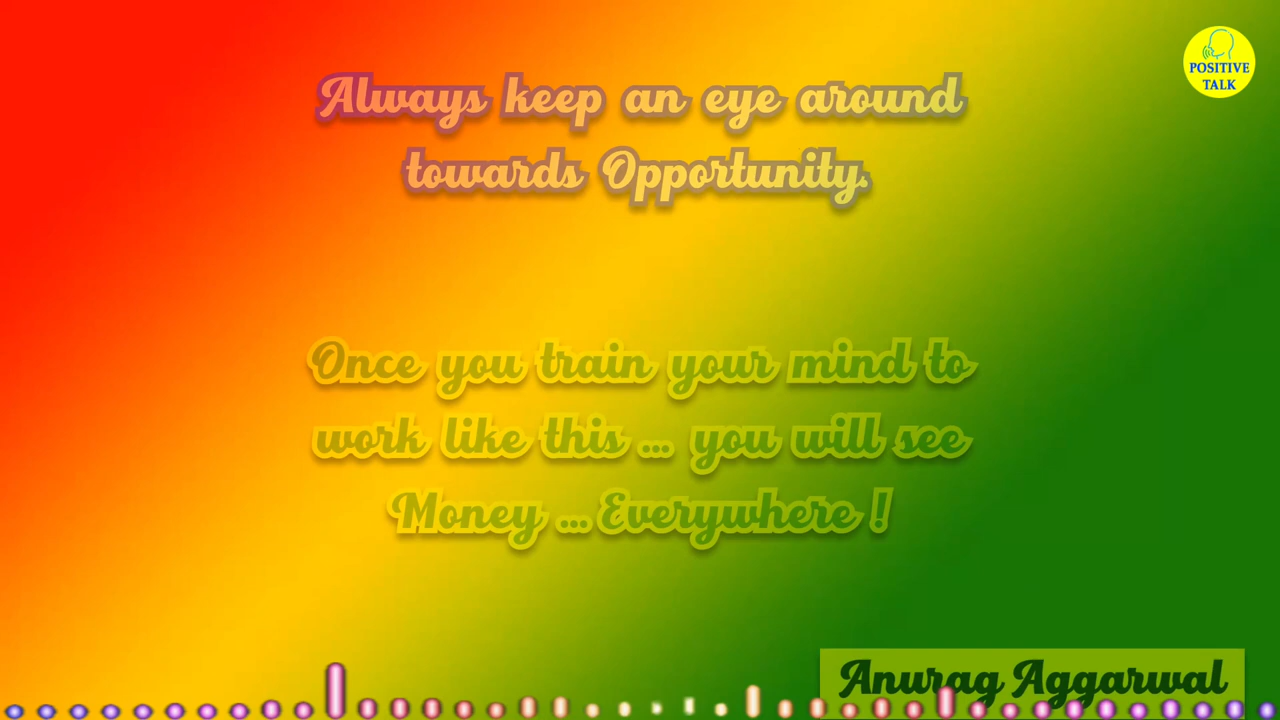 POSITIVE
TALK
Always keep an eye around
towards Opportunity.
Once you train your mind to
work like this ... you will see
Money ... Everywhere !
Anurag Aggarwal